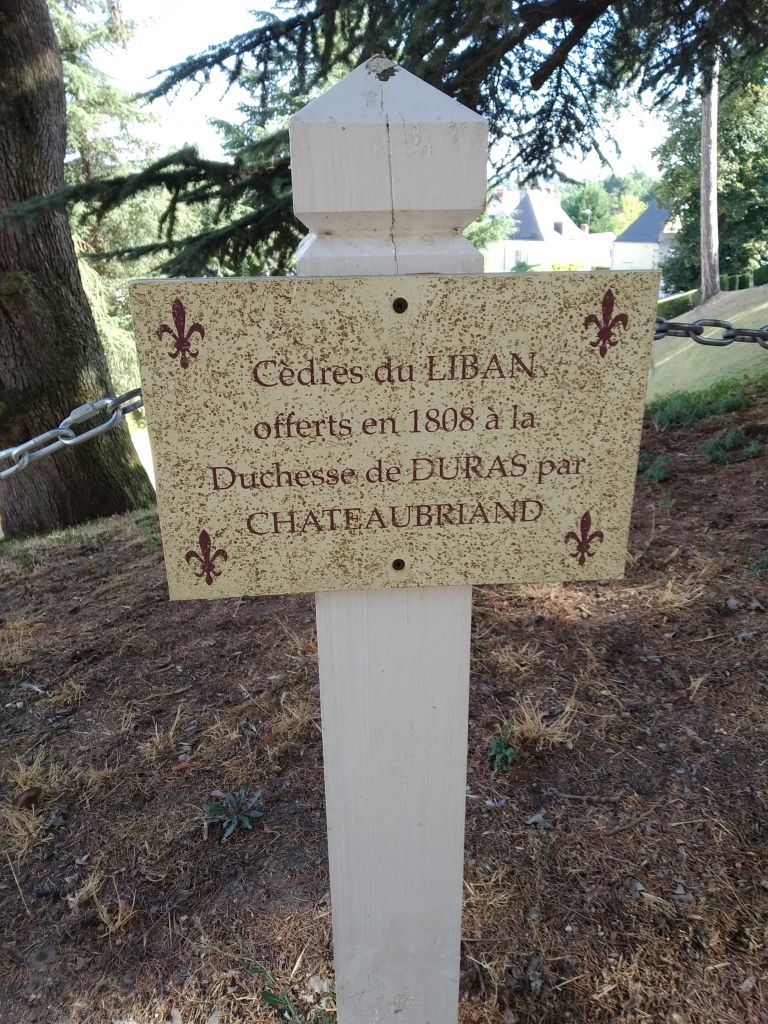 Cèdres du LIBAN
offerts en 1808 à la
Duchesse de DURAS par
CHATEAUBRIAND